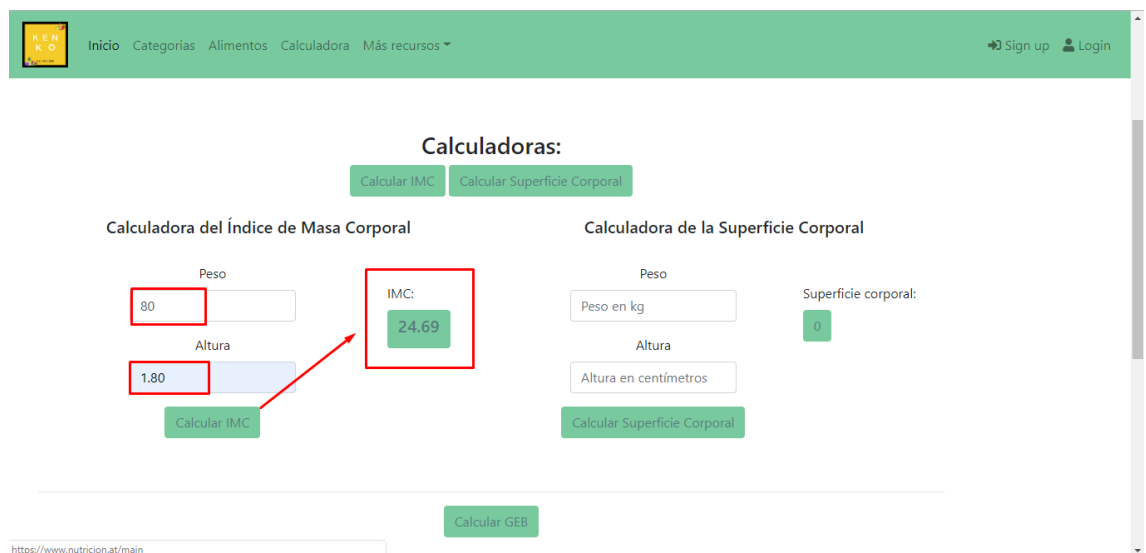 KEN
KO
Inicio Categorias Alimentos Calculadora Más recursos
Sign up Login
Calculadoras:
Calcular IMC Calcular Superficie Corporal
Calculadora del Índice de Masa Corporal
Peso
80
Altura
1.80
Calcular IMC
IMC:
24.69
Calculadora de la Superficie Corporal
Peso
Peso en kg
Altura
Altura en centímetros
Calcular Superficie Corporal
Superficie corporal:
0
Calcular GEB
https://www.nutricion.at/main